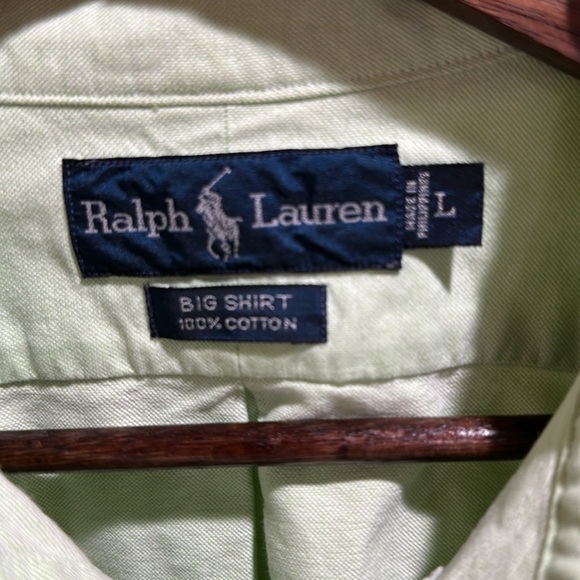 Ralph Lauren
MADE IN
PHILIPPINES
L
BIG SHIRT
100% COTTON